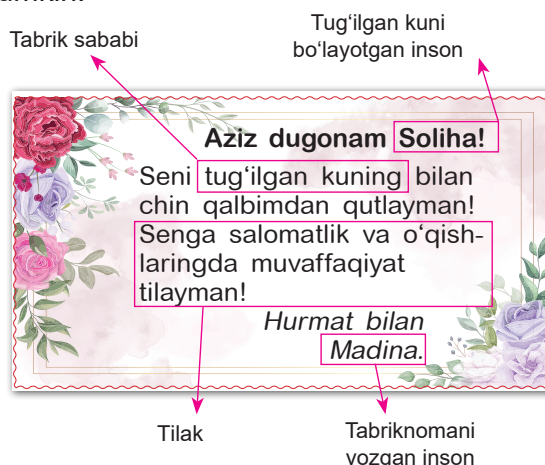 Tug‘ilgan kuni
bo‘layotgan inson
Tabrik sababi
Aziz dugonam Soliha!
Seni tug‘ilgan kuning bilan
chin qalbimdan qutlayman!
Senga salomatlik va o‘qish-
laringda muvaffaqiyat
tilayman!
Hurmat bilan
Madina.
Tilak
Tabriknomani
yozgan inson